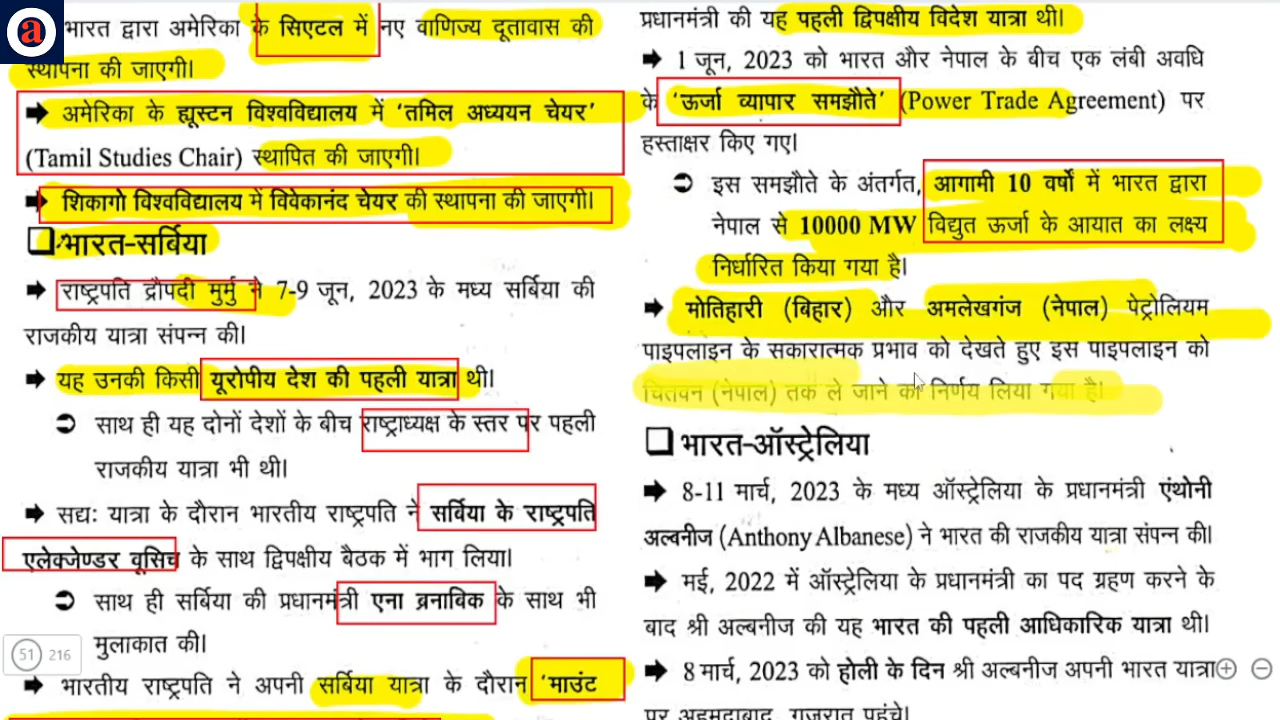 a
भारत द्वारा अमेरिका के सिएटल में नए वाणिज्य दूतावास की
स्थापना की जाएगी।
➡ अमेरिका के ह्यूस्टन विश्वविद्यालय में ‘तमिल अध्ययन चेयर’
(Tamil Studies Chair) स्थापित की जाएगी।
➡ शिकागो विश्वविद्यालय में विवेकानंद चेयर की स्थापना की जाएगी।
❑ भारत-सर्बिया
➡ राष्ट्रपति द्रौपदी मुर्मु ने 7-9 जून, 2023 के मध्य सर्बिया की
राजकीय यात्रा संपन्न की।
➡ यह उनकी किसी यूरोपीय देश की पहली यात्रा थी।
➲ साथ ही यह दोनों देशों के बीच राष्ट्राध्यक्ष के स्तर पर पहली
राजकीय यात्रा भी थी।
➡ सद्यः यात्रा के दौरान भारतीय राष्ट्रपति ने सर्बिया के राष्ट्रपति
एलेक्जेण्डर वूसिच के साथ द्विपक्षीय बैठक में भाग लिया।
➲ साथ ही सर्बिया की प्रधानमंत्री एना ब्रनाबिक के साथ भी
मुलाकात की।
51 216
➡ भारतीय राष्ट्रपति ने अपनी सर्बिया यात्रा के दौरान ‘माउंट
प्रधानमंत्री की यह पहली द्विपक्षीय विदेश यात्रा थी।
➡ 1 जून, 2023 को भारत और नेपाल के बीच एक लंबी अवधि
के ‘ऊर्जा व्यापार समझौते’ (Power Trade Agreement) पर
हस्ताक्षर किए गए।
➲ इस समझौते के अंतर्गत, आगामी 10 वर्षों में भारत द्वारा
नेपाल से 10000 MW विद्युत ऊर्जा के आयात का लक्ष्य
निर्धारित किया गया है।
➡ मोतिहारी (बिहार) और अमलेखगंज (नेपाल) पेट्रोलियम
पाइपलाइन के सकारात्मक प्रभाव को देखते हुए इस पाइपलाइन को
चितवन (नेपाल) तक ले जाने का निर्णय लिया गया है।
❑ भारत-ऑस्ट्रेलिया
➡ 8-11 मार्च, 2023 के मध्य ऑस्ट्रेलिया के प्रधानमंत्री एंथोनी
अल्बनीज (Anthony Albanese) ने भारत की राजकीय यात्रा संपन्न की।
➡ मई, 2022 में ऑस्ट्रेलिया के प्रधानमंत्री का पद ग्रहण करने के
बाद श्री अल्बनीज की यह भारत की पहली आधिकारिक यात्रा थी।
➡ 8 मार्च, 2023 को होली के दिन श्री अल्बनीज अपनी भारत यात्रा
पर अहमदाबाद, गुजरात पहुंचे।